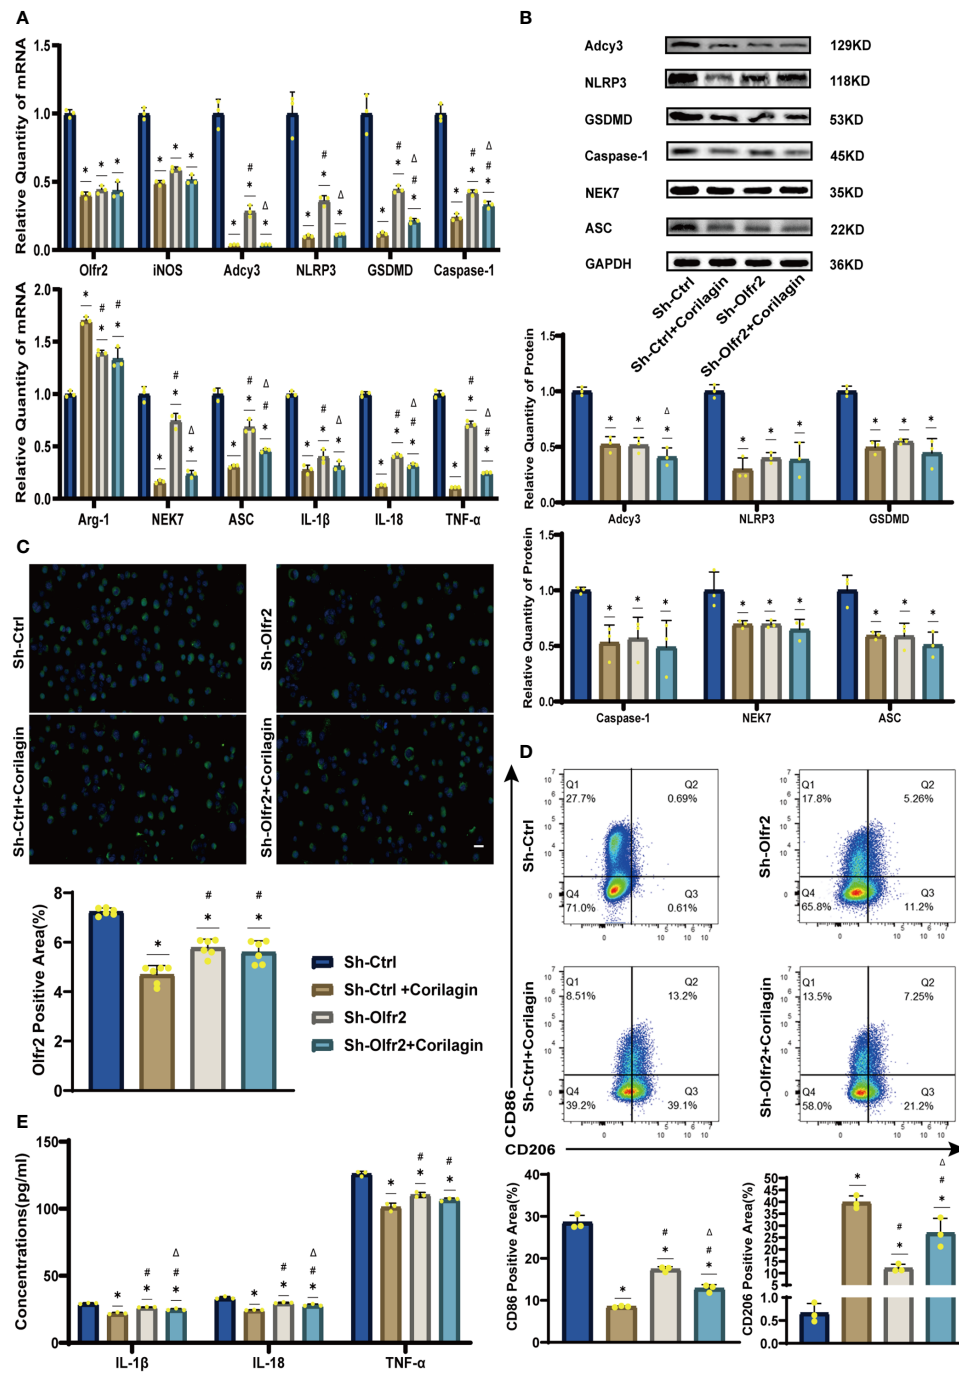 A
Relative Quantity of mRNA
1.5
1.0
0.5
0.0
Olfr2 iNOS Adcy3 NLRP3 GSDMD Caspase-1
* * * * * * * # * Δ * * # * Δ * * # * Δ # * * # * Δ # *
Relative Quantity of mRNA
2.0
1.5
1.0
0.5
0.0
Arg-1 NEK7 ASC IL-1β IL-18 TNF-α
* # * # * * # * Δ * * # * Δ # * * # * Δ * * # * Δ # * * # * Δ # *
B
Adcy3 129KD
NLRP3 118KD
GSDMD 53KD
Caspase-1 45KD
NEK7 35KD
ASC 22KD
GAPDH 36KD
Sh-Ctrl
Sh-Ctrl+Corilagin
Sh-Olfr2
Sh-Olfr2+Corilagin
Relative Quantity of Protein
1.5
1.0
0.5
0.0
* * Δ * * * * * * *
Adcy3 NLRP3 GSDMD
Relative Quantity of Protein
1.5
1.0
0.5
0.0
* * * * * * * * *
Caspase-1 NEK7 ASC
C
Sh-Ctrl
Sh-Olfr2
Sh-Ctrl+Corilagin
Sh-Olfr2+Corilagin
Olfr2 Positive Area(%)
8
6
4
2
0
* # * # *
Sh-Ctrl
Sh-Ctrl +Corilagin
Sh-Olfr2
Sh-Olfr2+Corilagin
D
Sh-Ctrl
Q1 27.7%
Q2 0.69%
Q4 71.0%
Q3 0.61%
Sh-Olfr2
Q1 17.8%
Q2 5.26%
Q4 65.8%
Q3 11.2%
Sh-Ctrl+Corilagin
Q1 8.51%
Q2 13.2%
Q4 39.2%
Q3 39.1%
Sh-Olfr2+Corilagin
Q1 13.5%
Q2 7.25%
Q4 58.0%
Q3 21.2%
CD86
CD206
CD86 Positive Area(%)
40
30
20
10
0
* # * Δ # *
CD206 Positive Area(%)
50
45
40
35
30
25
20
15
10
5
1.0
0.5
0.0
* # * Δ # *
E
Concentrations(pg/ml)
150
100
50
0
* # * Δ # * * # * Δ # * * # * # *
IL-1β IL-18 TNF-α